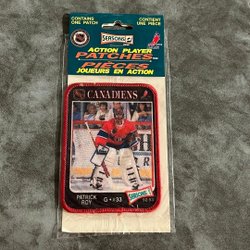 CONTAINS
ONE PATCH
CONTIENT
UNE PIÈCE
SEASONS
ACTION PLAYER
PATCHES
PIÈCES
JOUEURS EN ACTION
CANADIENS
PATRICK
ROY
G • #33